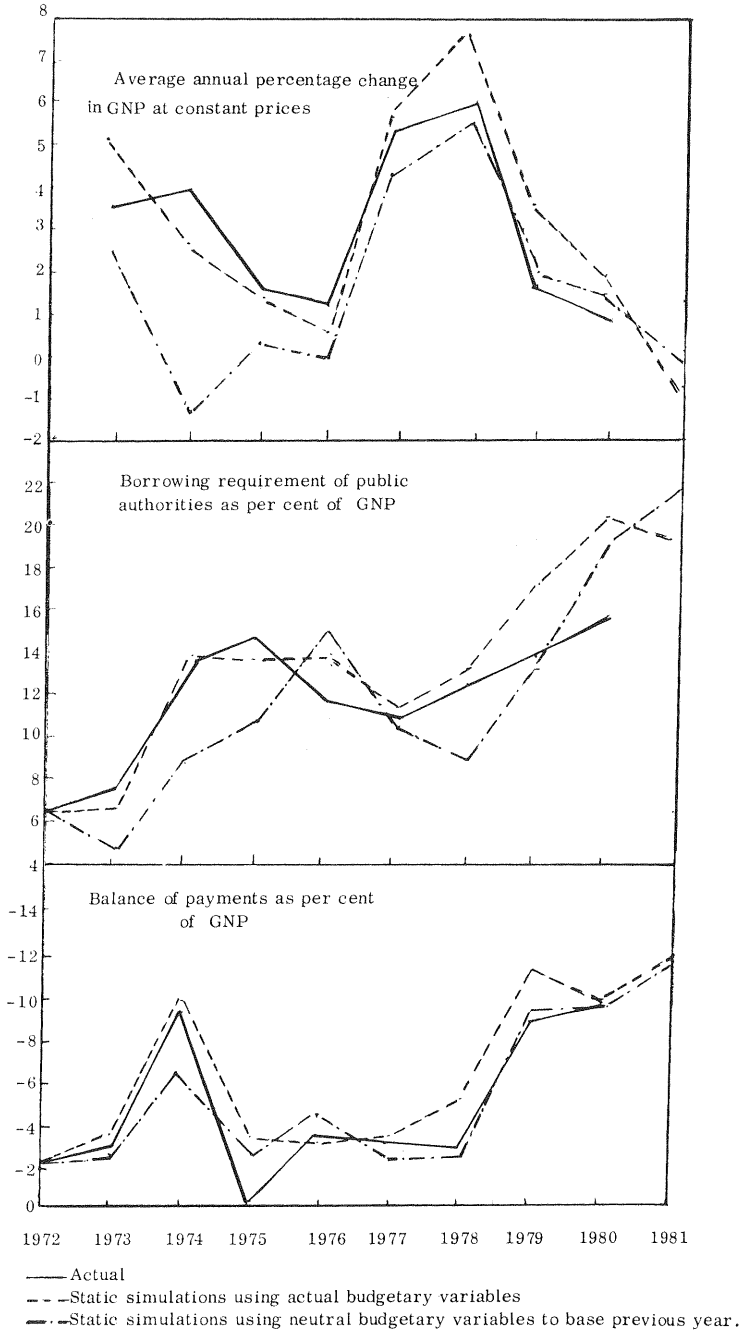 8
7
Average annual percentage change
in GNP at constant prices
6
5
4
3
2
1
0
-1
-2
Borrowing requirement of public
authorities as per cent of GNP
22
20
18
16
14
12
10
8
6
4
Balance of payments as per cent
of GNP
-14
-12
-10
-8
-6
-4
-2
0
1972 1973 1974 1975 1976 1977 1978 1979 1980 1981
Actual
Static simulations using actual budgetary variables
Static simulations using neutral budgetary variables to base previous year.